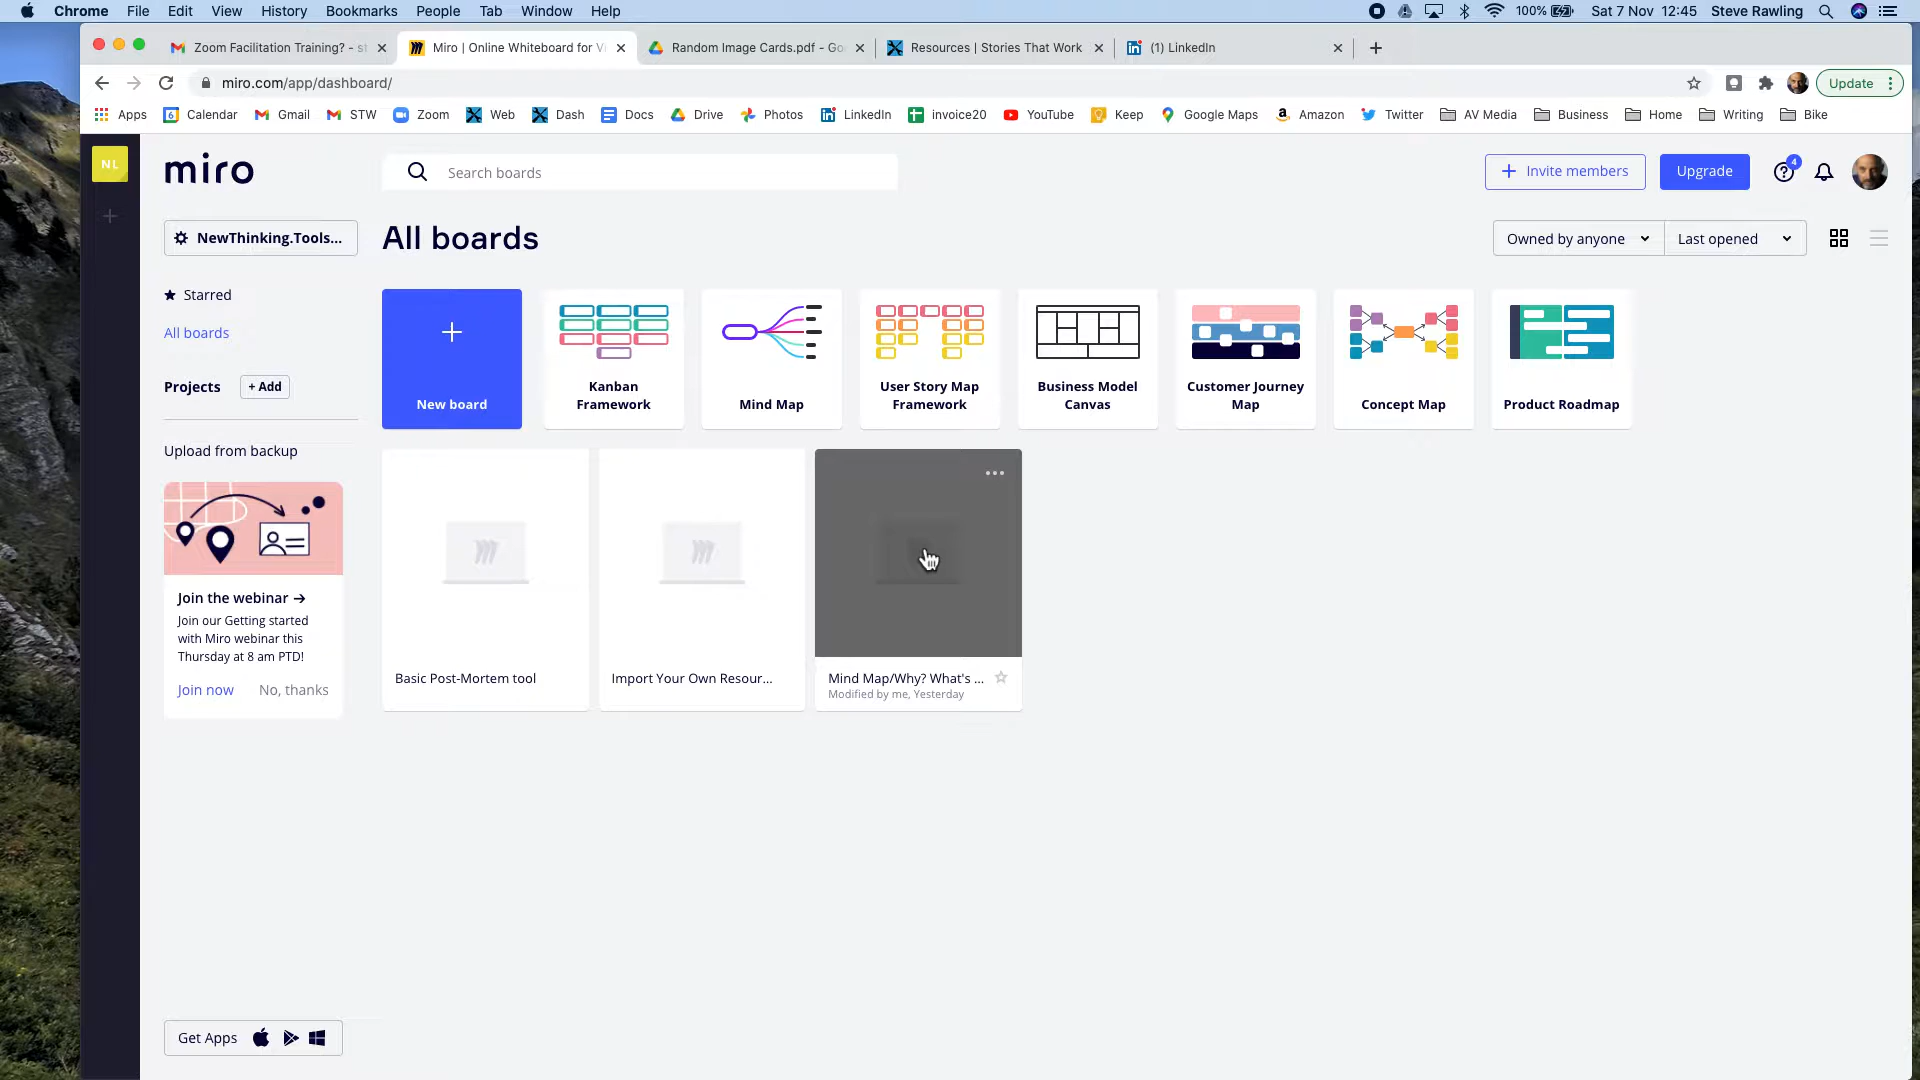 Chrome File Edit View History Bookmarks People Tab Window Help 100% Sat 7 Nov 12:45 Steve Rawling
Zoom Facilitation Training? - st Miro | Online Whiteboard for Vi Random Image Cards.pdf - Go Resources | Stories That Work (1) LinkedIn
miro.com/app/dashboard/ Update
Apps Calendar Gmail STW Zoom Web Dash Docs Drive Photos LinkedIn invoice20 YouTube Keep Google Maps Amazon Twitter AV Media Business Home Writing Bike
NL
miro
Search boards
Invite members
Upgrade
4
NewThinking.Tools...
All boards
Owned by anyone
Last opened
Starred
All boards
Projects
+ Add
Upload from backup
Join the webinar →
Join our Getting started
with Miro webinar this
Thursday at 8 am PTD!
Join now No, thanks
New board
Kanban
Framework
Mind Map
User Story Map
Framework
Business Model
Canvas
Customer Journey
Map
Concept Map
Product Roadmap
Basic Post-Mortem tool
Import Your Own Resour...
Mind Map/Why? What's ...
Modified by me, Yesterday
Get Apps